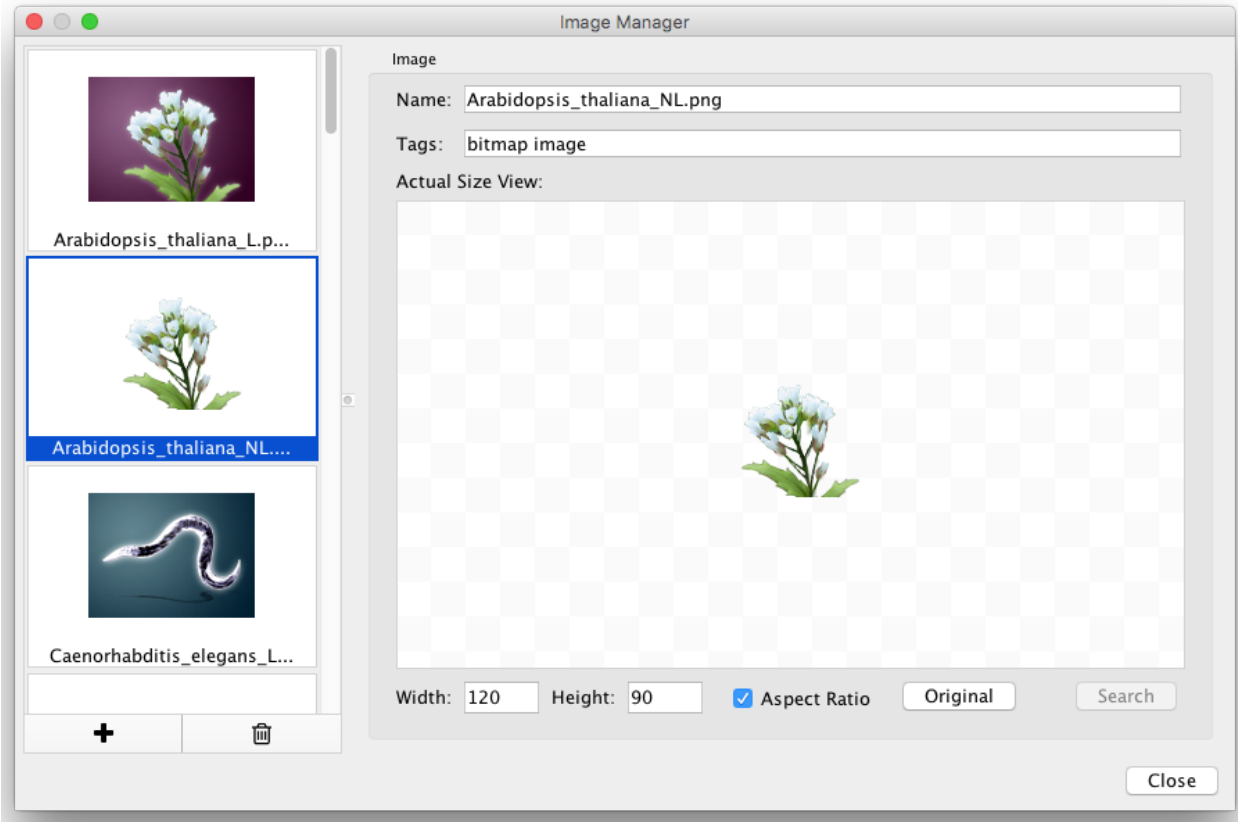 Image Manager
Arabidopsis_thaliana_L.p...
Arabidopsis_thaliana_NL....
Caenorhabditis_elegans_L...
Image
Name: Arabidopsis_thaliana_NL.png
Tags: bitmap image
Actual Size View:
Width: 120 Height: 90 Aspect Ratio Original Search
Close